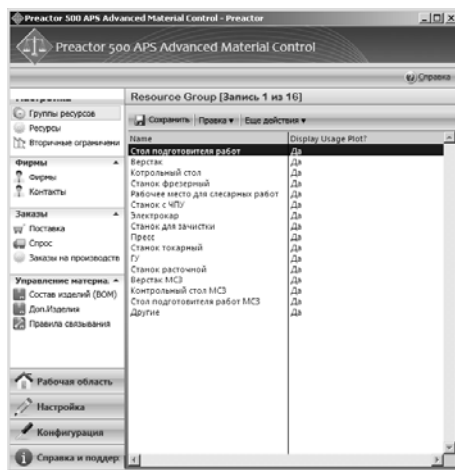 Preactor 500 APS Advanced Material Control - Preactor
Preactor 500 APS Advanced Material Control
Справка
Настройка
Группы ресурсов
Ресурсы
Вторичные ограничени
Фирмы
Фирмы
Контакты
Заказы
Поставка
Спрос
Заказы на производств
Управление материа.
Состав изделий (BOM)
Доп.Изделия
Правила связывания
Рабочая область
Настройка
Конфигурация
Справка и поддер:
Resource Group [Запись 1 из 16]
Сохранить Правка Еще действия
Name Display Usage Plot?
Стол подготовителя работ Да
Верстак Да
Котрольный стол Да
Станок фрезерный Да
Рабочее место для слесарных работ Да
Станок с ЧПУ Да
Электрокар Да
Станок для зачистки Да
Пресс Да
Станок токарный Да
ГУ Да
Станок расточной Да
Верстак МСЗ Да
Контрольный стол МСЗ Да
Стол подготовителя работ МСЗ Да
Другие Да